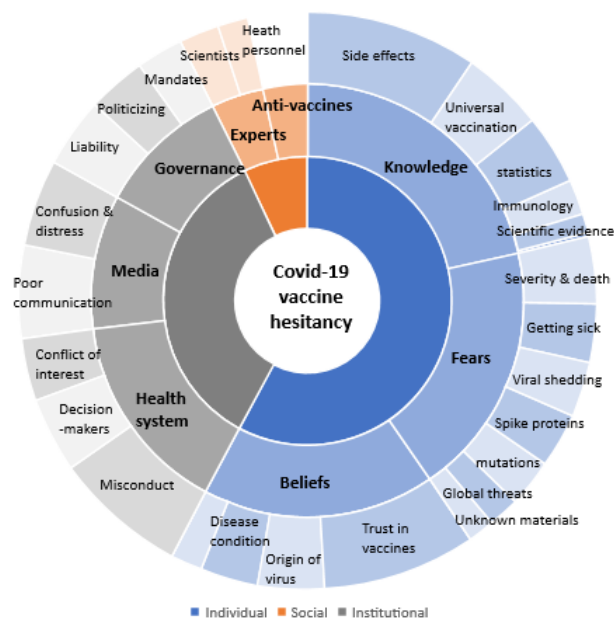 Covid-19
vaccine
hesitancy
Knowledge
Side effects
Universal
vaccination
statistics
Immunology
Scientific evidence
Fears
Severity & death
Getting sick
Viral shedding
Spike proteins
mutations
Global threats
Unknown materials
Beliefs
Trust in
vaccines
Origin of
virus
Disease
condition
Health
system
Misconduct
Decision
-makers
Conflict of
interest
Media
Poor
communication
Confusion &
distress
Governance
Liability
Politicizing
Mandates
Experts
Scientists
Anti-vaccines
Heath
personnel
Individual
Social
Institutional